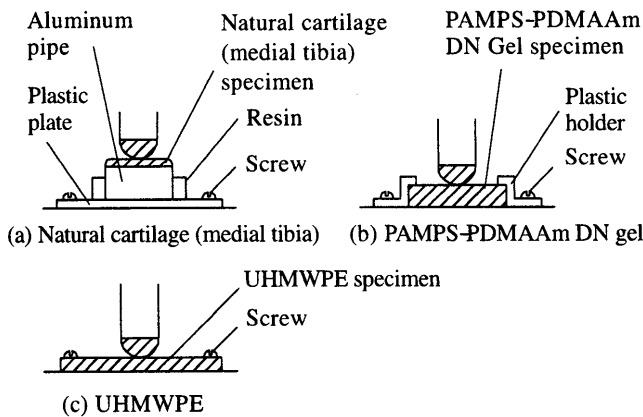 Aluminum
pipe
Natural cartilage
(medial tibia)
specimen
Plastic
plate
Resin
Screw
(a) Natural cartilage (medial tibia)
PAMPS-PDMAAm
DN Gel specimen
Plastic
holder
Screw
(b) PAMPS-PDMAAm DN gel
UHMWPE specimen
Screw
(c) UHMWPE